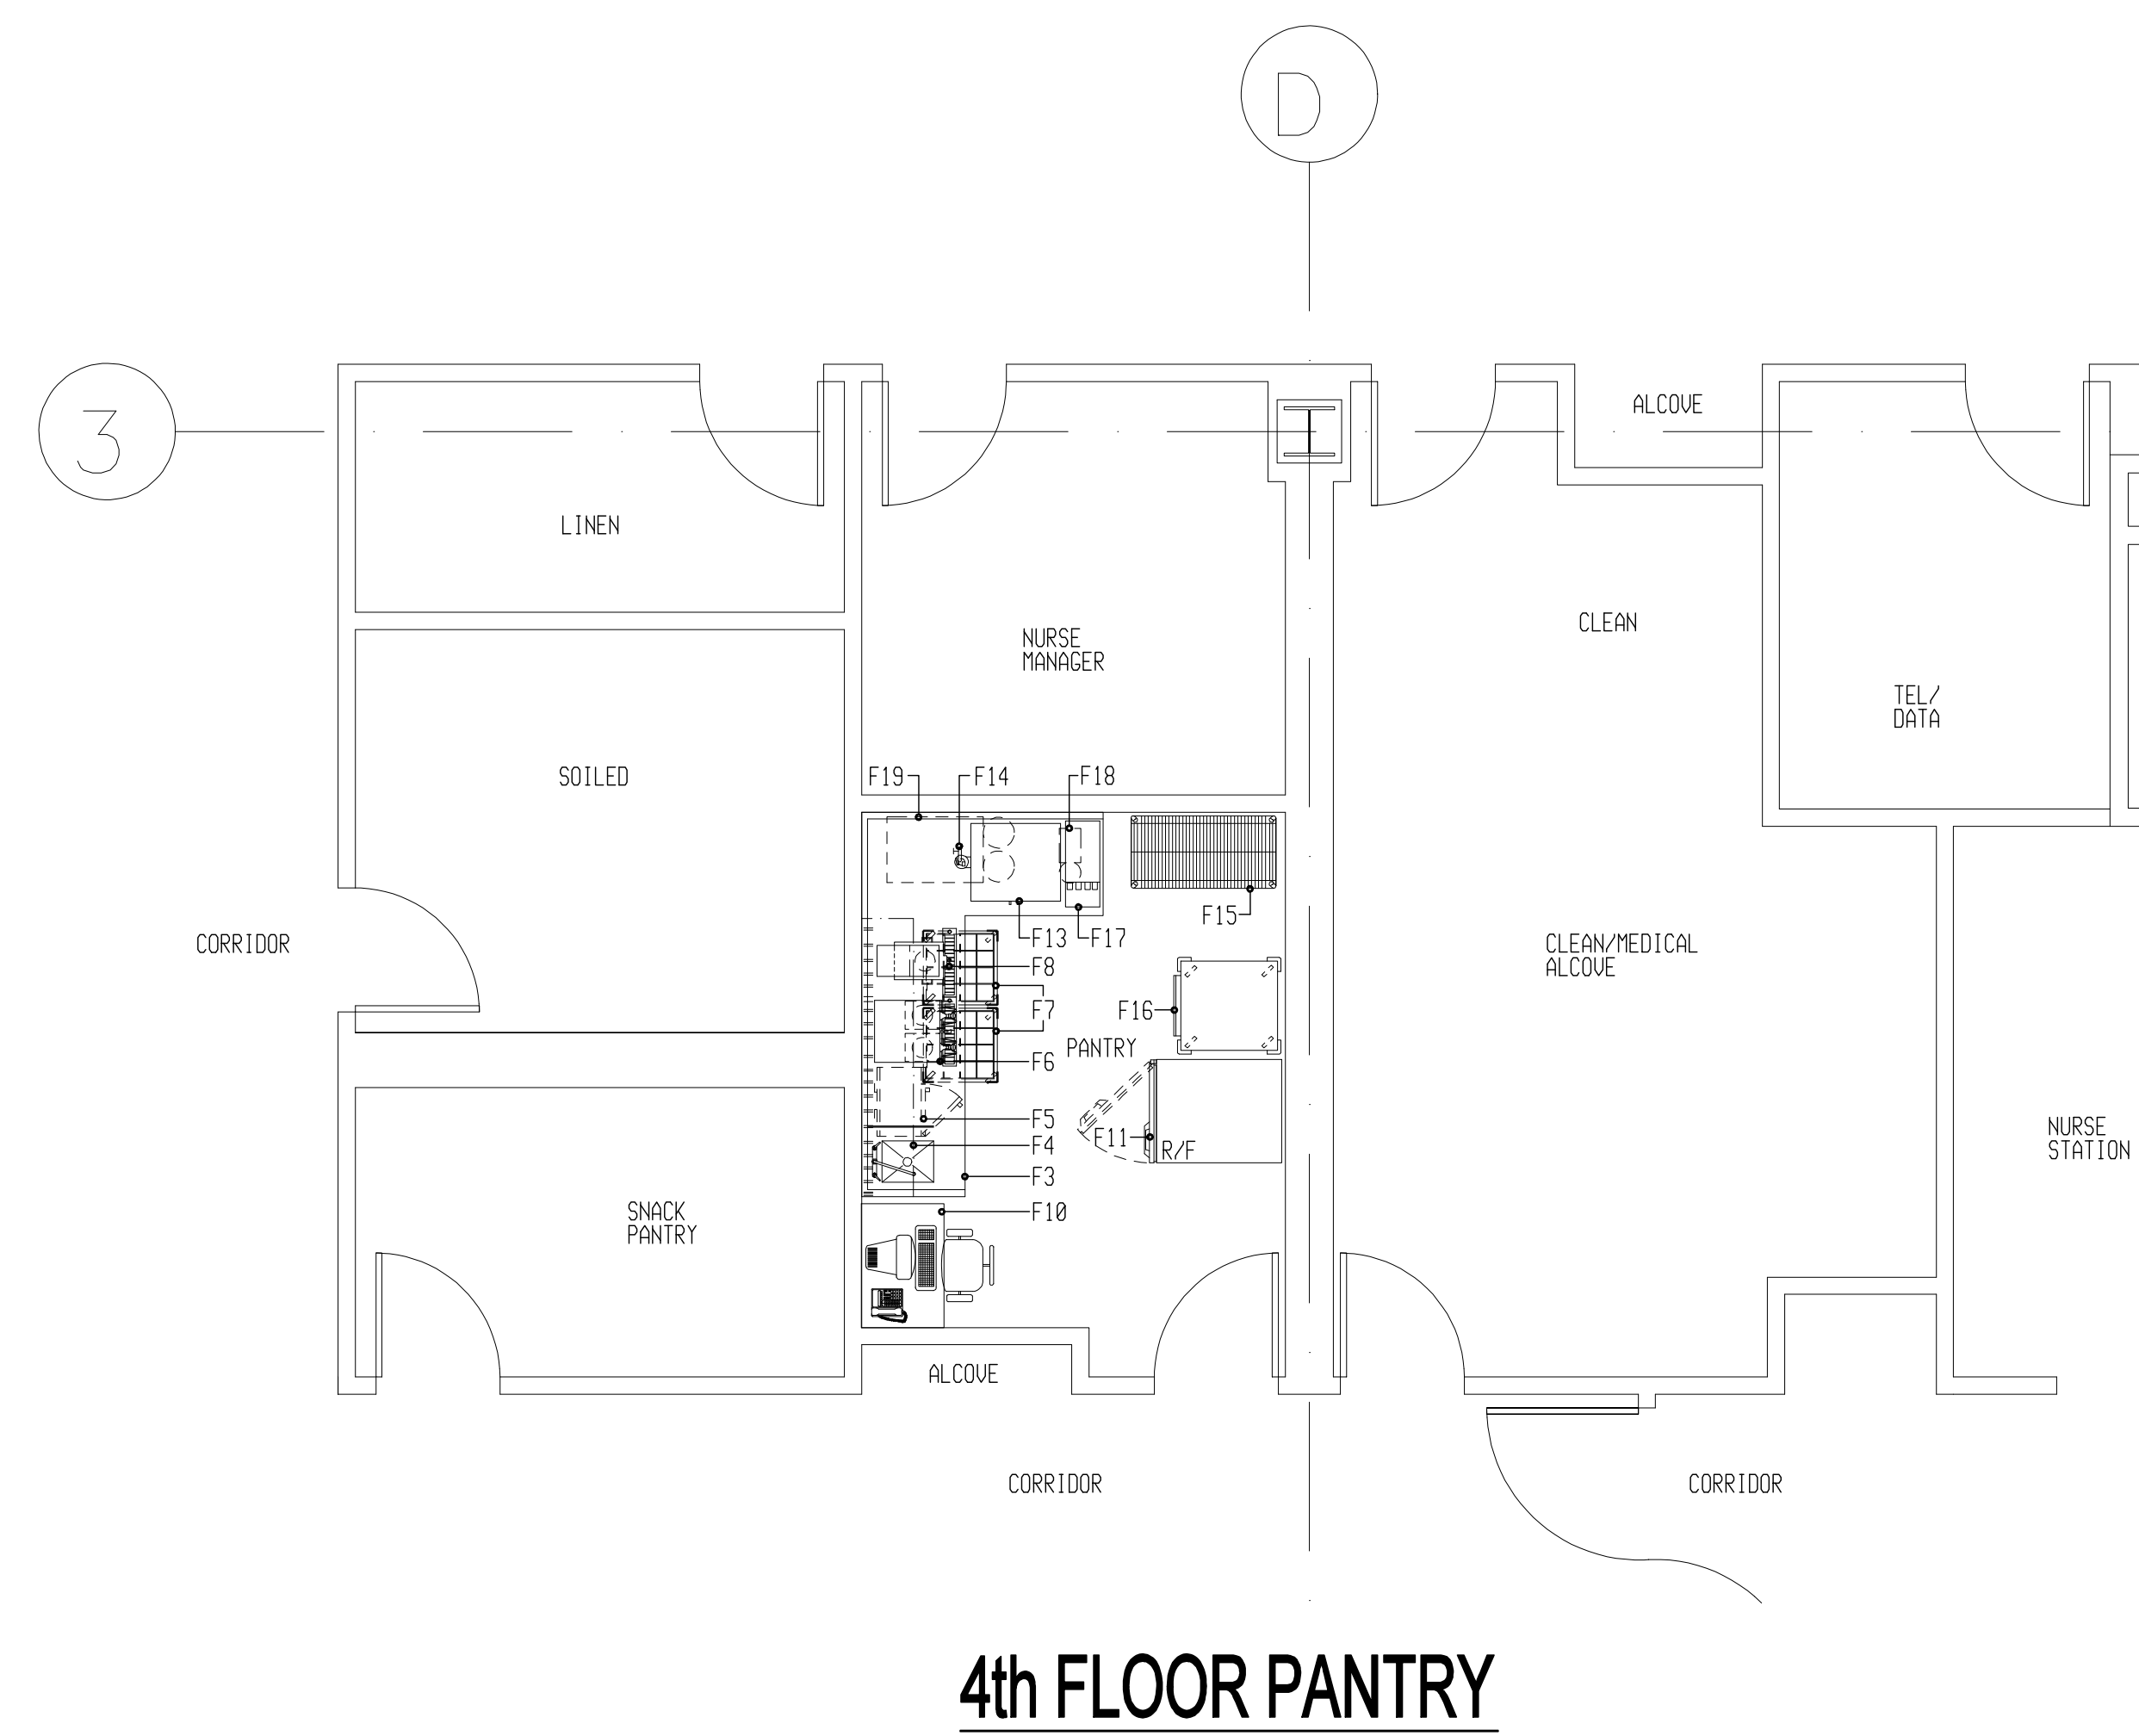 D
3
ALCOVE
LINEN
CLEAN
NURSE
MANAGER
TEL/
DATA
SOILED
F19
F14
F18
F15
CORRIDOR
F13
F17
CLEAN/MEDICAL
ALCOVE
F8
F7
F16
PANTRY
F6
F5
F11
R/F
NURSE
STATION
F4
F3
SNACK
PANTRY
F10
ALCOVE
CORRIDOR
CORRIDOR
4th FLOOR PANTRY